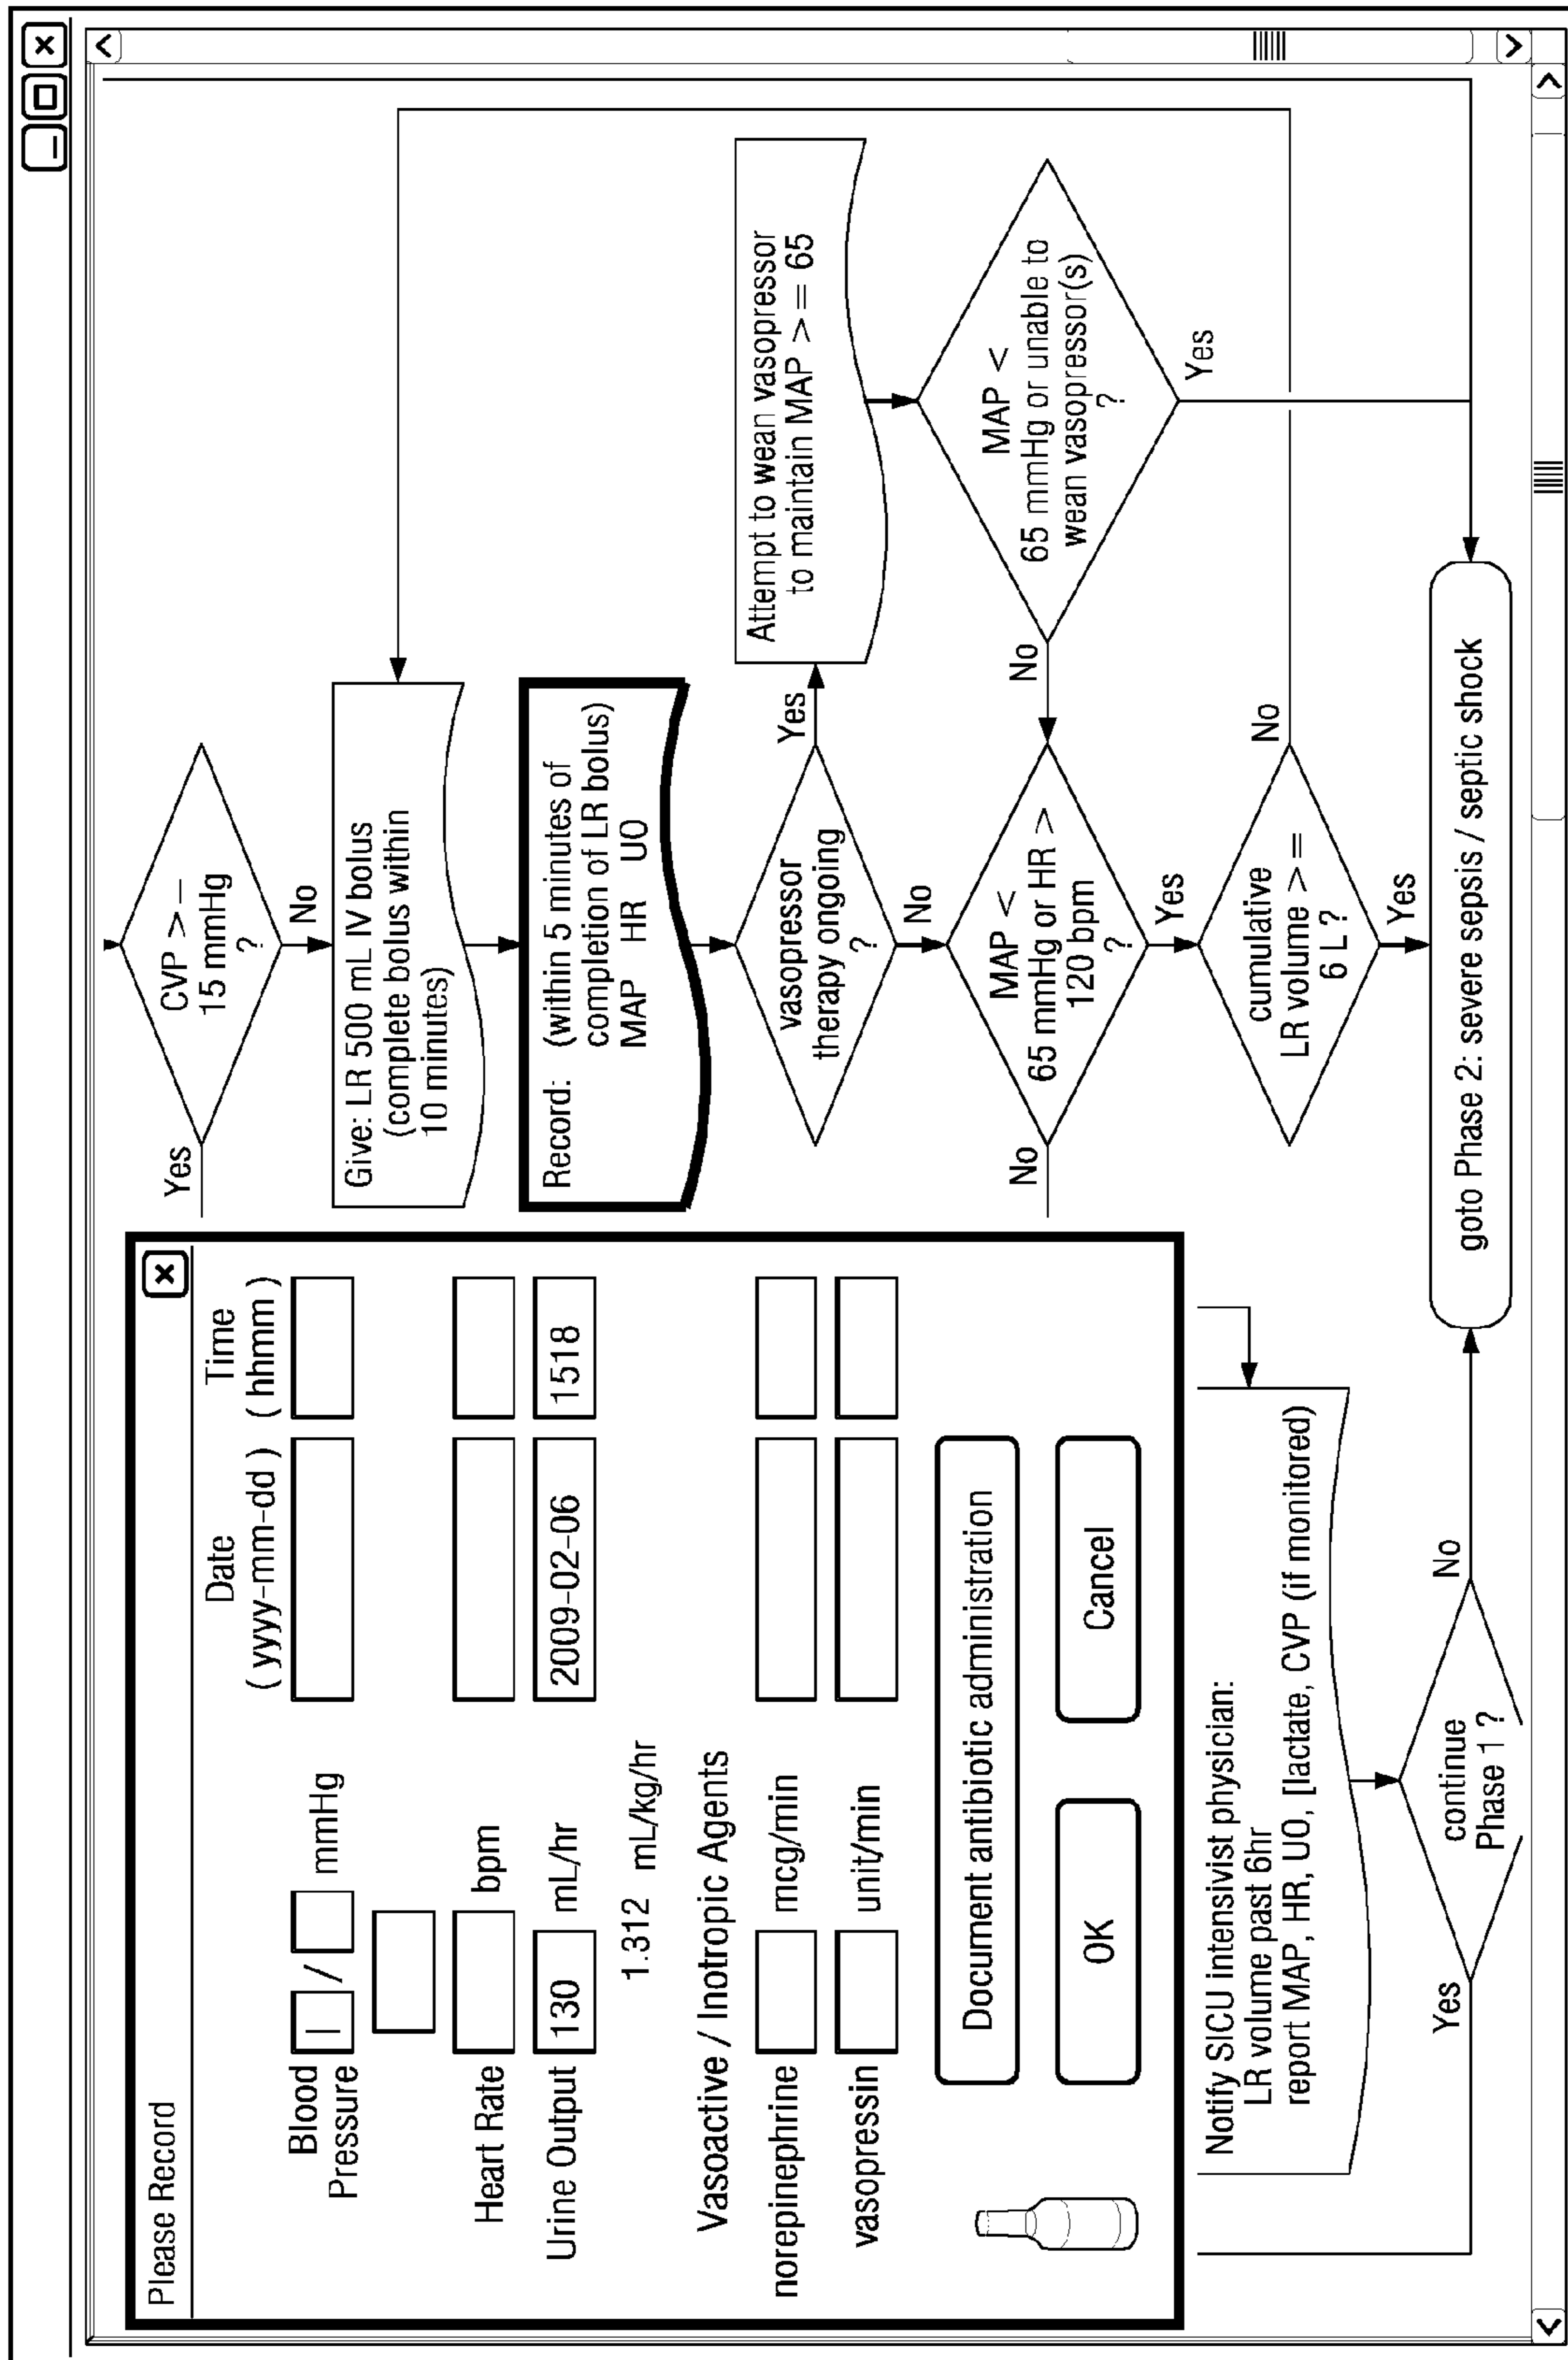 Please Record
Date
Time
( yyyy-mm-dd )
( hhmm )
Blood
Pressure
| / mmHg
Heart Rate
bpm
Urine Output 130 mL/hr 2009-02-06 1518
1.312 mL/kg/hr
Vasoactive / Inotropic Agents
norepinephrine
mcg/min
vasopressin
unit/min
Document antibiotic administration
OK
Cancel
Notify SICU intensivist physician:
LR volume past 6hr
report MAP, HR, UO, [lactate, CVP (if monitored)
continue
Phase 1 ?
Yes
No
CVP >–
15 mmHg
?
Yes
No
Give: LR 500 mL IV bolus
(complete bolus within
10 minutes)
Record: (within 5 minutes of
completion of LR bolus)
MAP HR UO
vasopressor
therapy ongoing
?
Yes
No
Attempt to wean vasopressor
to maintain MAP >= 65
MAP <
65 mmHg or unable to
wean vasopressor(s)
?
No
Yes
MAP <
65 mmHg or HR >
120 bpm
?
No
Yes
cumulative
LR volume >=
6 L ?
No
Yes
goto Phase 2: severe sepsis / septic shock